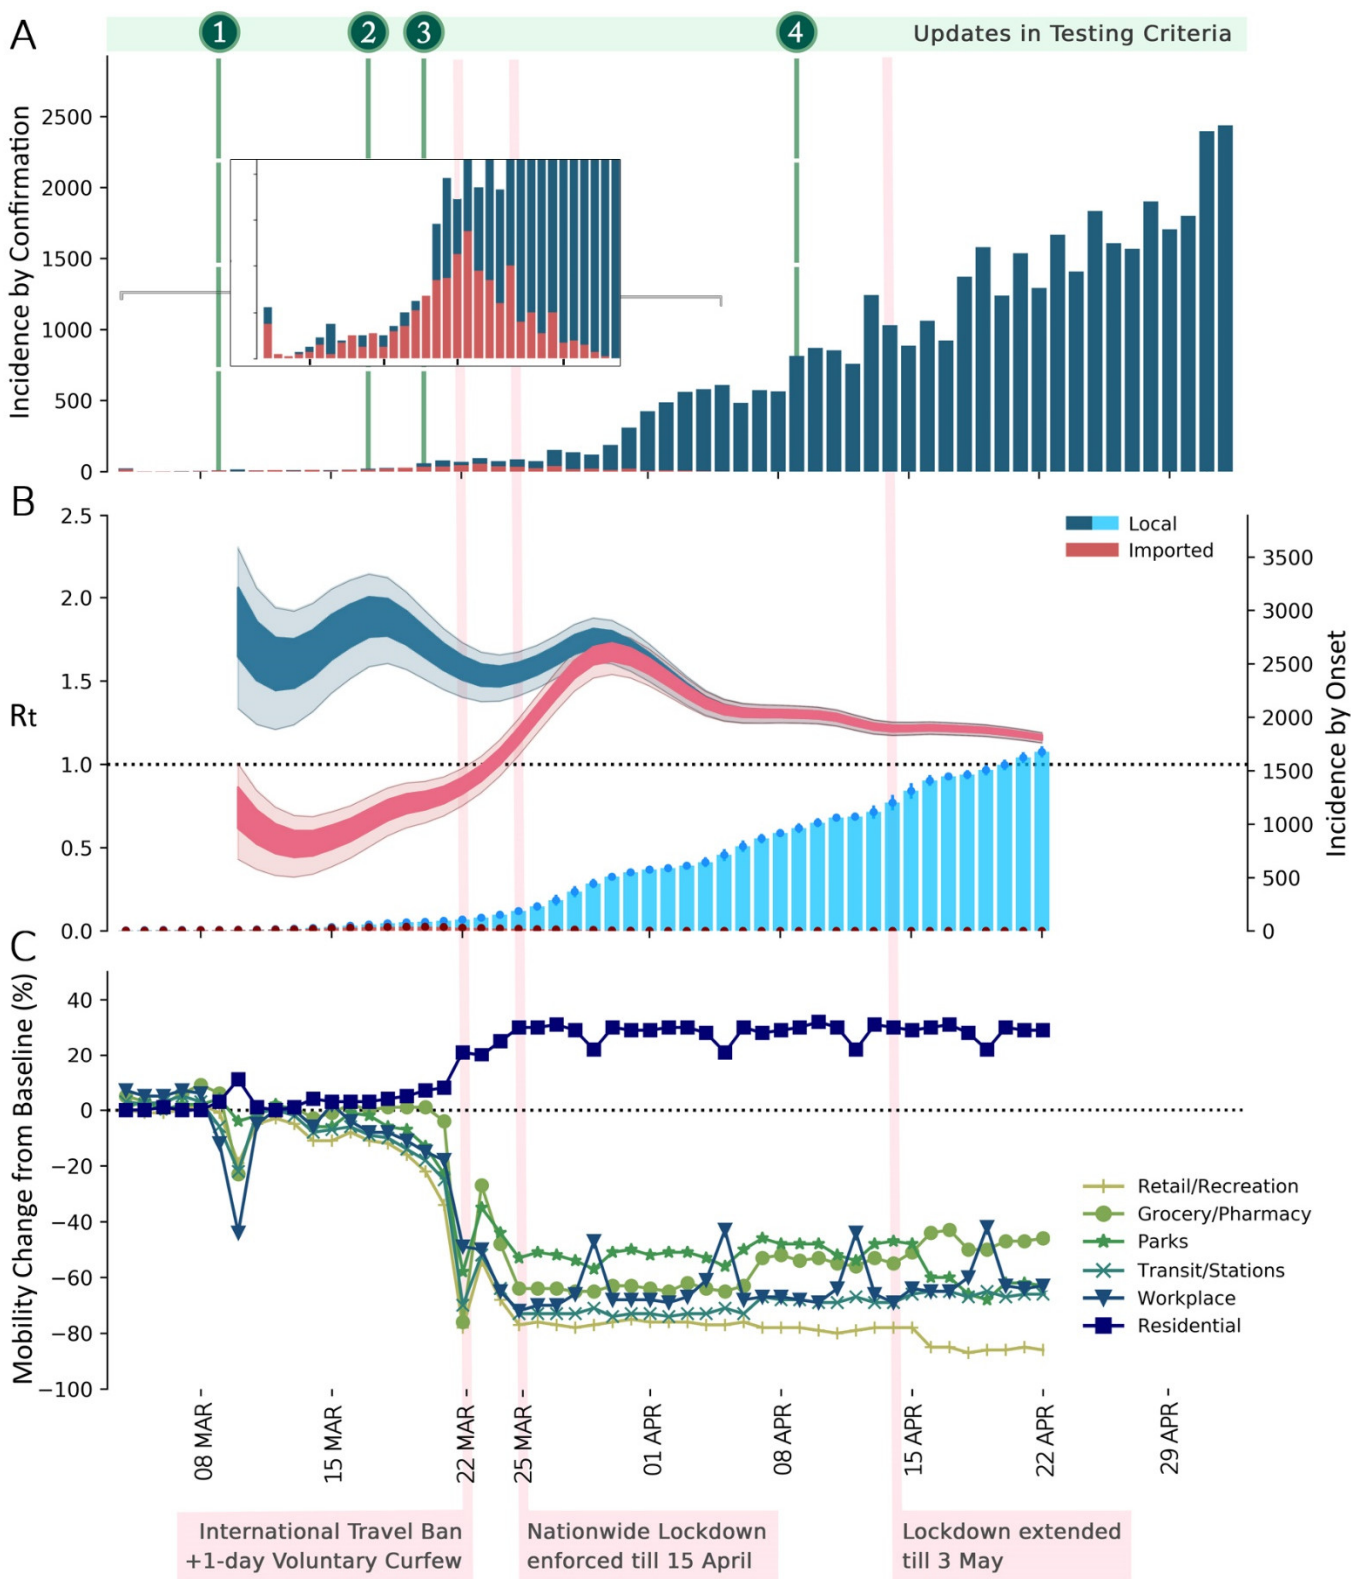 A
1
2
3
4
Updates in Testing Criteria
Incidence by Confirmation
2500
2000
1500
1000
500
0
B
2.5
2.0
1.5
1.0
0.5
0.0
Rt
Local
Imported
3500
3000
2500
2000
1500
1000
500
0
Incidence by Onset
C
Mobility Change from Baseline (%)
40
20
0
−20
−40
−60
−80
−100
Retail/Recreation
Grocery/Pharmacy
Parks
Transit/Stations
Workplace
Residential
08 MAR
15 MAR
22 MAR
25 MAR
01 APR
08 APR
15 APR
22 APR
29 APR
International Travel Ban
+1-day Voluntary Curfew
Nationwide Lockdown
enforced till 15 April
Lockdown extended
till 3 May